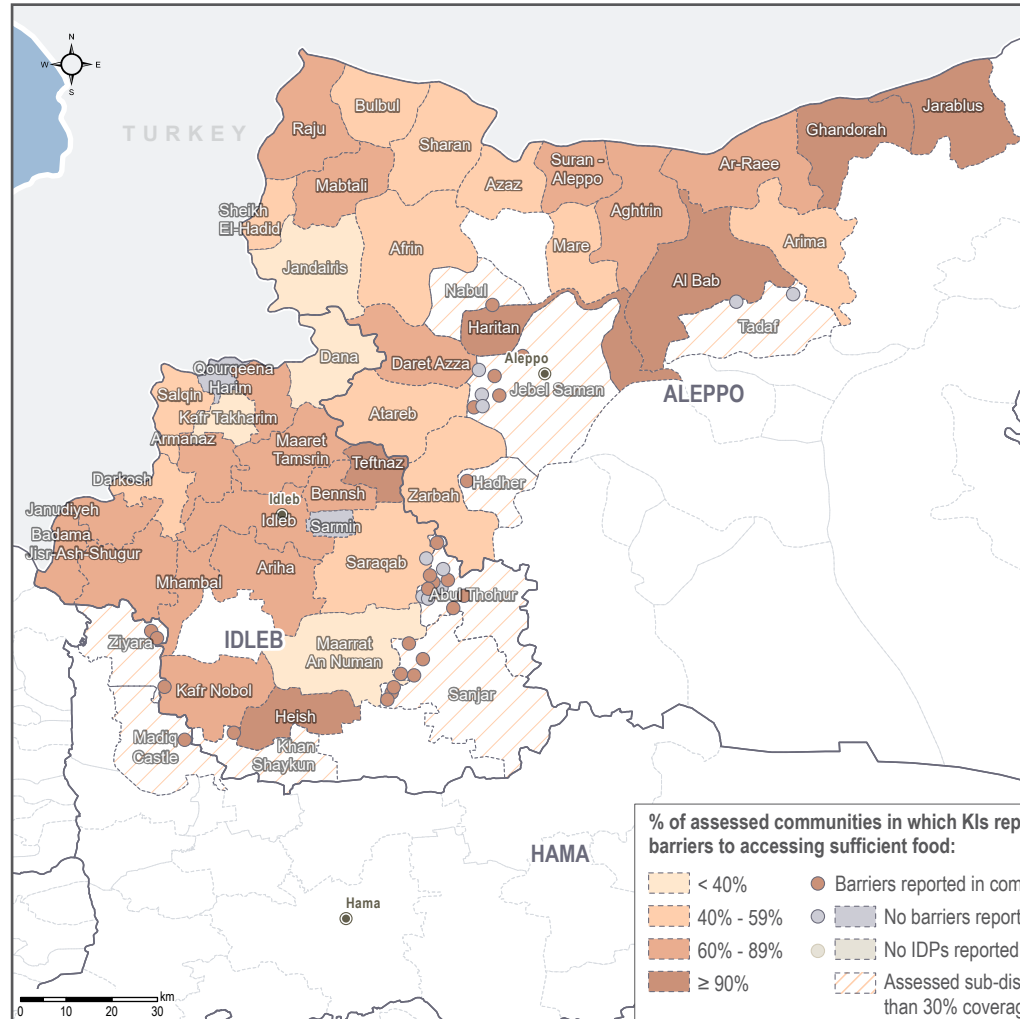 N
W E
S
TURKEY
Bulbul
Raju
Sharan
Mabtali
Azaz
Suran -
Aleppo
Ar-Raee
Ghandorah
Jarablus
Aghtrin
Sheikh
El-Hadid
Afrin
Mare
Arima
Jandairis
Al Bab
Nabul
Tadaf
Haritan
Dana
Daret Azza
Aleppo
Jebel Saman
ALEPPO
Qourqeena
Harim
Salqin
Kafr Takharim
Atareb
Armanaz
Maaret
Tamsrin
Teftnaz
Darkosh
Bennsh
Zarbah
Hadher
Idleb
Idleb
Sarmin
Janudiyeh
Badama
Jisr-Ash-Shugur
Saraqab
Ariha
Mhambal
Abul Thohur
Ziyara
IDLEB
Maarrat
An Numan
Kafr Nobol
Sanjar
Heish
Madiq
Castle
Khan
Shaykun
HAMA
Hama
km
0 10 20 30
% of assessed communities in which KIs rep
barriers to accessing sufficient food:
< 40%
Barriers reported in com
40% - 59%
No barriers report
60% - 89%
No IDPs reported
≥ 90%
Assessed sub-dis
than 30% coverag